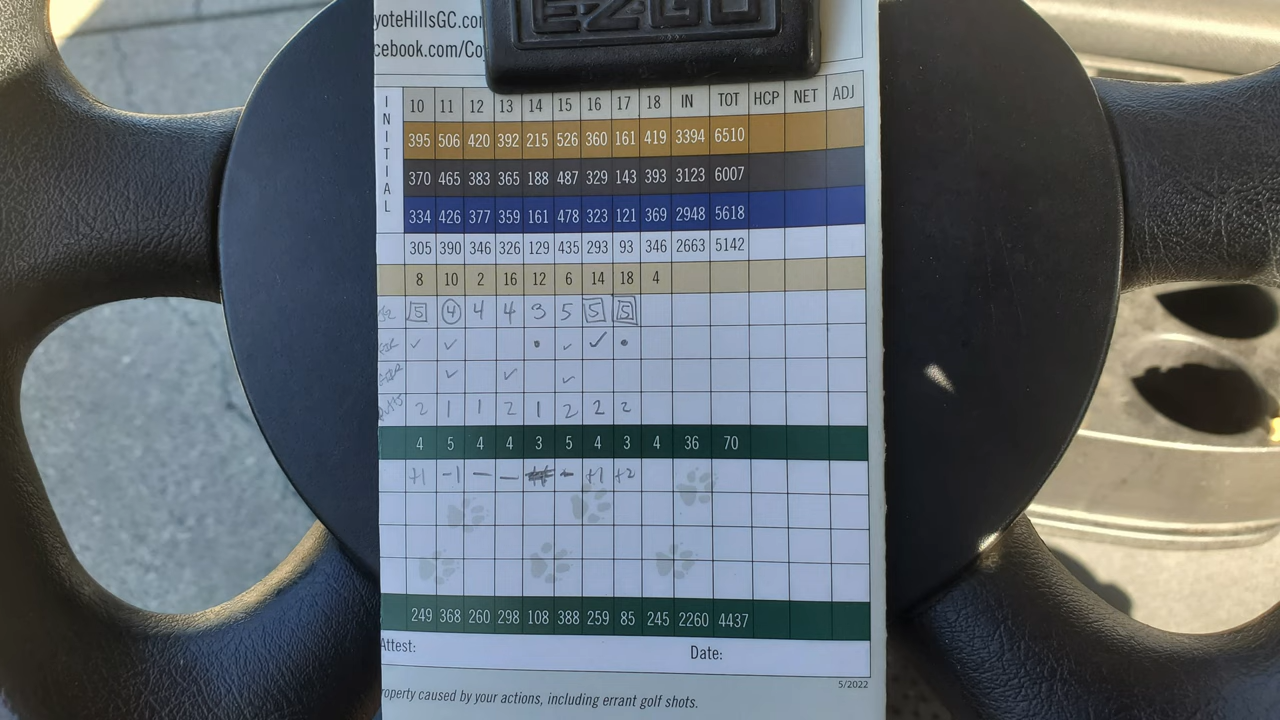 yoteHillsGC.com
EZGO
cebook.com/Co
INITIAL 10 11 12 13 14 15 16 17 18 IN TOT HCP NET ADJ
395 506 420 392 215 526 360 161 419 3394 6510
370 465 383 365 188 487 329 143 393 3123 6007
334 426 377 359 161 478 323 121 369 2948 5618
305 390 346 326 129 435 293 93 346 2663 5142
8 10 2 16 12 6 14 18 4
5 4 4 4 3 5 5 5
✓ ✓ • ✓ ✓ •
✓ ✓ ✓
Putts 2 1 1 2 1 2 2 2
4 5 4 4 3 5 4 3 4 36 70
+1 -1 - - - +1 +2
249 368 260 298 108 388 259 85 245 2260 4437
Attest: Date:
5/2022
roperty caused by your actions, including errant golf shots.